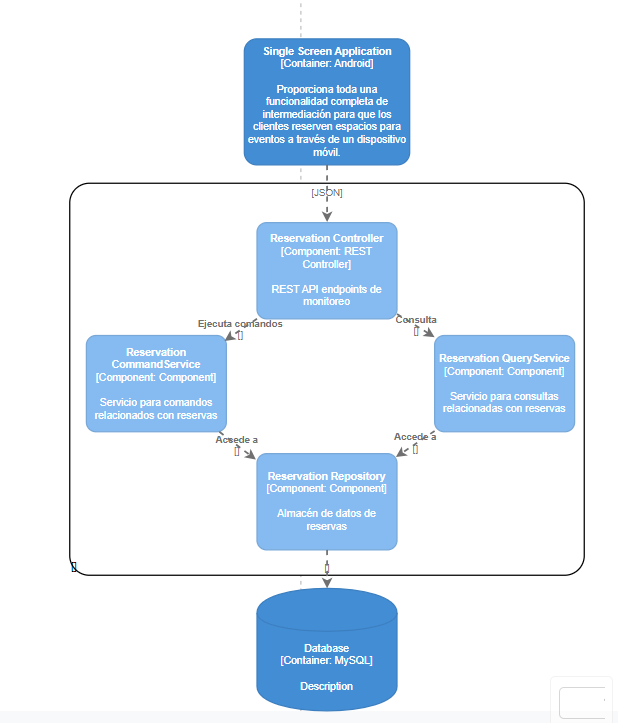 Single Screen Application
[Container: Android]
Proporciona toda una
funcionalidad completa de
intermediación para que los
clientes reserven espacios para
eventos a través de un dispositivo
móvil.
[JSON]
Reservation Controller
[Component: REST
Controller]
REST API endpoints de
monitoreo
Ejecuta comandos
[]
Consulta
[]
Reservation
CommandService
[Component: Component]
Servicio para comandos
relacionados con reservas
Reservation QueryService
[Component: Component]
Servicio para consultas
relacionadas con reservas
Accede a
[]
Accede a
[]
Reservation Repository
[Component: Component]
Almacén de datos de
reservas
[]
[]
Database
[Container: MySQL]
Description